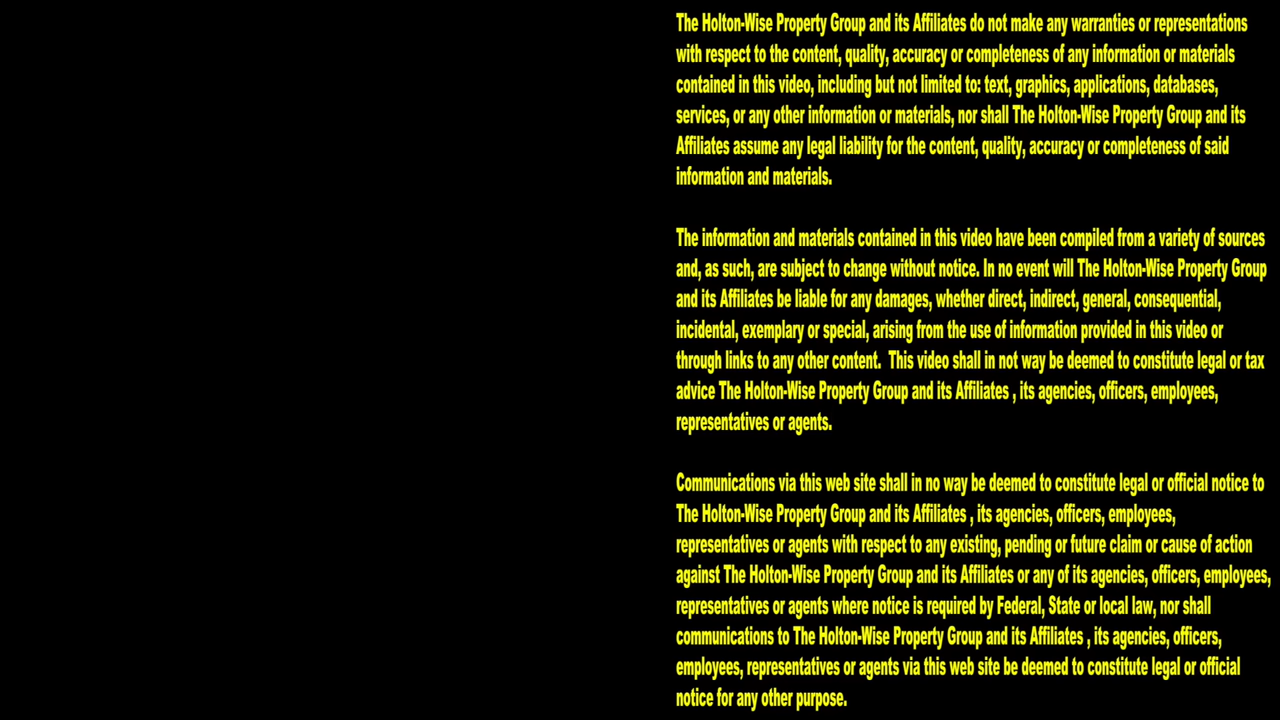 The Holton-Wise Property Group and its Affiliates do not make any warranties or representations
with respect to the content, quality, accuracy or completeness of any information or materials
contained in this video, including but not limited to: text, graphics, applications, databases,
services, or any other information or materials, nor shall The Holton-Wise Property Group and its
Affiliates assume any legal liability for the content, quality, accuracy or completeness of said
information and materials.
The information and materials contained in this video have been compiled from a variety of sources
and, as such, are subject to change without notice. In no event will The Holton-Wise Property Group
and its Affiliates be liable for any damages, whether direct, indirect, general, consequential,
incidental, exemplary or special, arising from the use of information provided in this video or
through links to any other content.  This video shall in not way be deemed to constitute legal or tax
advice The Holton-Wise Property Group and its Affiliates , its agencies, officers, employees,
representatives or agents.
Communications via this web site shall in no way be deemed to constitute legal or official notice to
The Holton-Wise Property Group and its Affiliates , its agencies, officers, employees,
representatives or agents with respect to any existing, pending or future claim or cause of action
against The Holton-Wise Property Group and its Affiliates or any of its agencies, officers, employees,
representatives or agents where notice is required by Federal, State or local law, nor shall
communications to The Holton-Wise Property Group and its Affiliates , its agencies, officers,
employees, representatives or agents via this web site be deemed to constitute legal or official
notice for any other purpose.